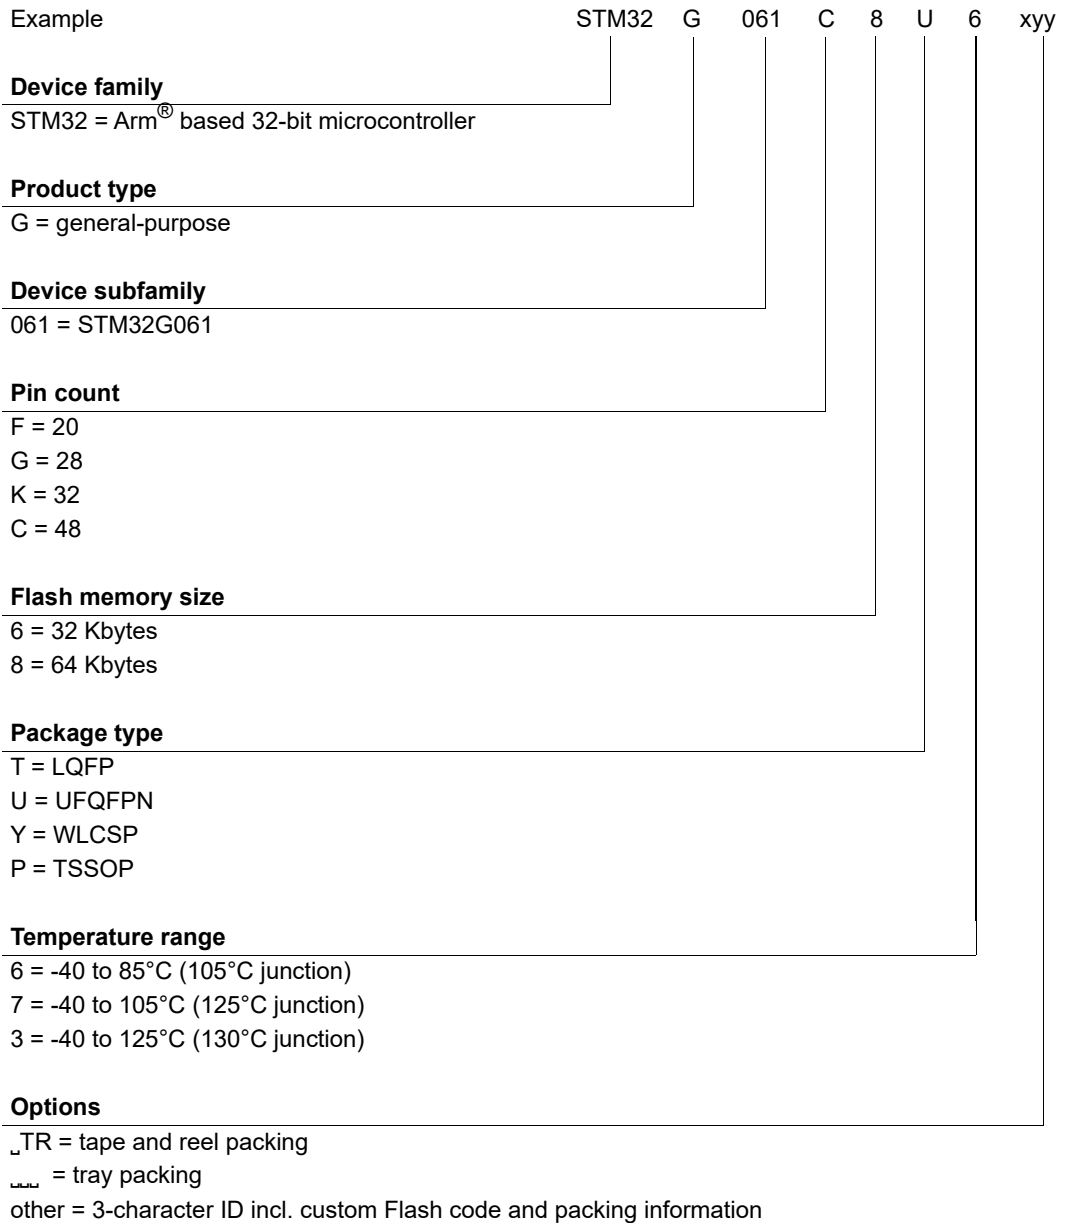 Example STM32 G 061 C 8 U 6 xyy
Device family
STM32 = Arm® based 32-bit microcontroller
Product type
G = general-purpose
Device subfamily
061 = STM32G061
Pin count
F = 20
G = 28
K = 32
C = 48
Flash memory size
6 = 32 Kbytes
8 = 64 Kbytes
Package type
T = LQFP
U = UFQFPN
Y = WLCSP
P = TSSOP
Temperature range
6 = -40 to 85°C (105°C junction)
7 = -40 to 105°C (125°C junction)
3 = -40 to 125°C (130°C junction)
Options
␣TR = tape and reel packing
␣␣␣ = tray packing
other = 3-character ID incl. custom Flash code and packing information